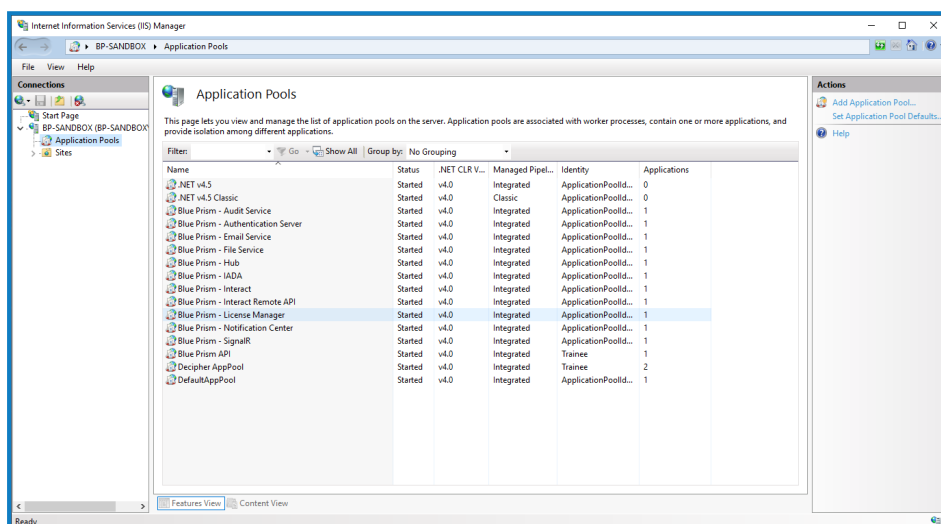 Internet Information Services (IIS) Manager
BP-SANDBOX Application Pools
File View Help
Connections
Start Page
BP-SANDBOX (BP-SANDBOX\
Application Pools
Sites
Application Pools
This page lets you view and manage the list of application pools on the server. Application pools are associated with worker processes, contain one or more applications, and
provide isolation among different applications.
Filter: Go Show All Group by: No Grouping
Name Status .NET CLR V... Managed Pipel... Identity Applications
.NET v4.5 Started v4.0 Integrated ApplicationPoolId... 0
.NET v4.5 Classic Started v4.0 Classic ApplicationPoolId... 0
Blue Prism - Audit Service Started v4.0 Integrated ApplicationPoolId... 1
Blue Prism - Authentication Server Started v4.0 Integrated ApplicationPoolId... 1
Blue Prism - Email Service Started v4.0 Integrated ApplicationPoolId... 1
Blue Prism - File Service Started v4.0 Integrated ApplicationPoolId... 1
Blue Prism - Hub Started v4.0 Integrated ApplicationPoolId... 1
Blue Prism - IADA Started v4.0 Integrated ApplicationPoolId... 1
Blue Prism - Interact Started v4.0 Integrated ApplicationPoolId... 1
Blue Prism - Interact Remote API Started v4.0 Integrated ApplicationPoolId... 1
Blue Prism - License Manager Started v4.0 Integrated ApplicationPoolId... 1
Blue Prism - Notification Center Started v4.0 Integrated ApplicationPoolId... 1
Blue Prism - SignalR Started v4.0 Integrated ApplicationPoolId... 1
Blue Prism API Started v4.0 Integrated Trainee 1
Decipher AppPool Started v4.0 Integrated Trainee 2
DefaultAppPool Started v4.0 Integrated ApplicationPoolId... 1
Features View Content View
Actions
Add Application Pool...
Set Application Pool Defaults...
Help
Ready